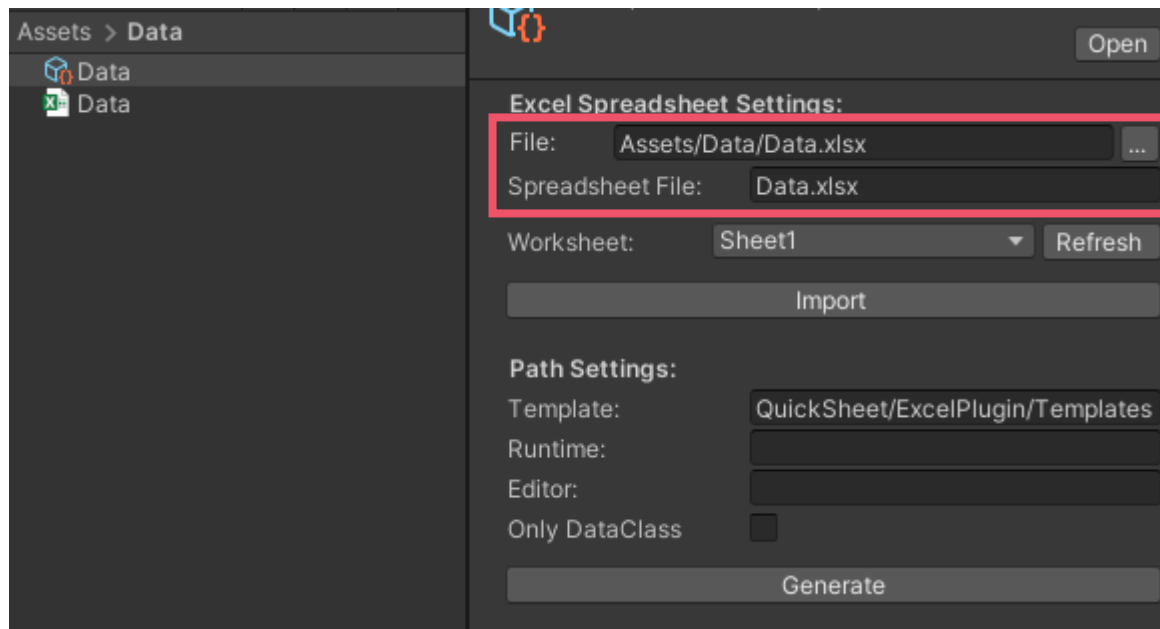 Assets > Data
Data
Data
Open
Excel Spreadsheet Settings:
File: Assets/Data/Data.xlsx ...
Spreadsheet File: Data.xlsx
Worksheet: Sheet1 Refresh
Import
Path Settings:
Template: QuickSheet/ExcelPlugin/Templates
Runtime:
Editor:
Only DataClass
Generate